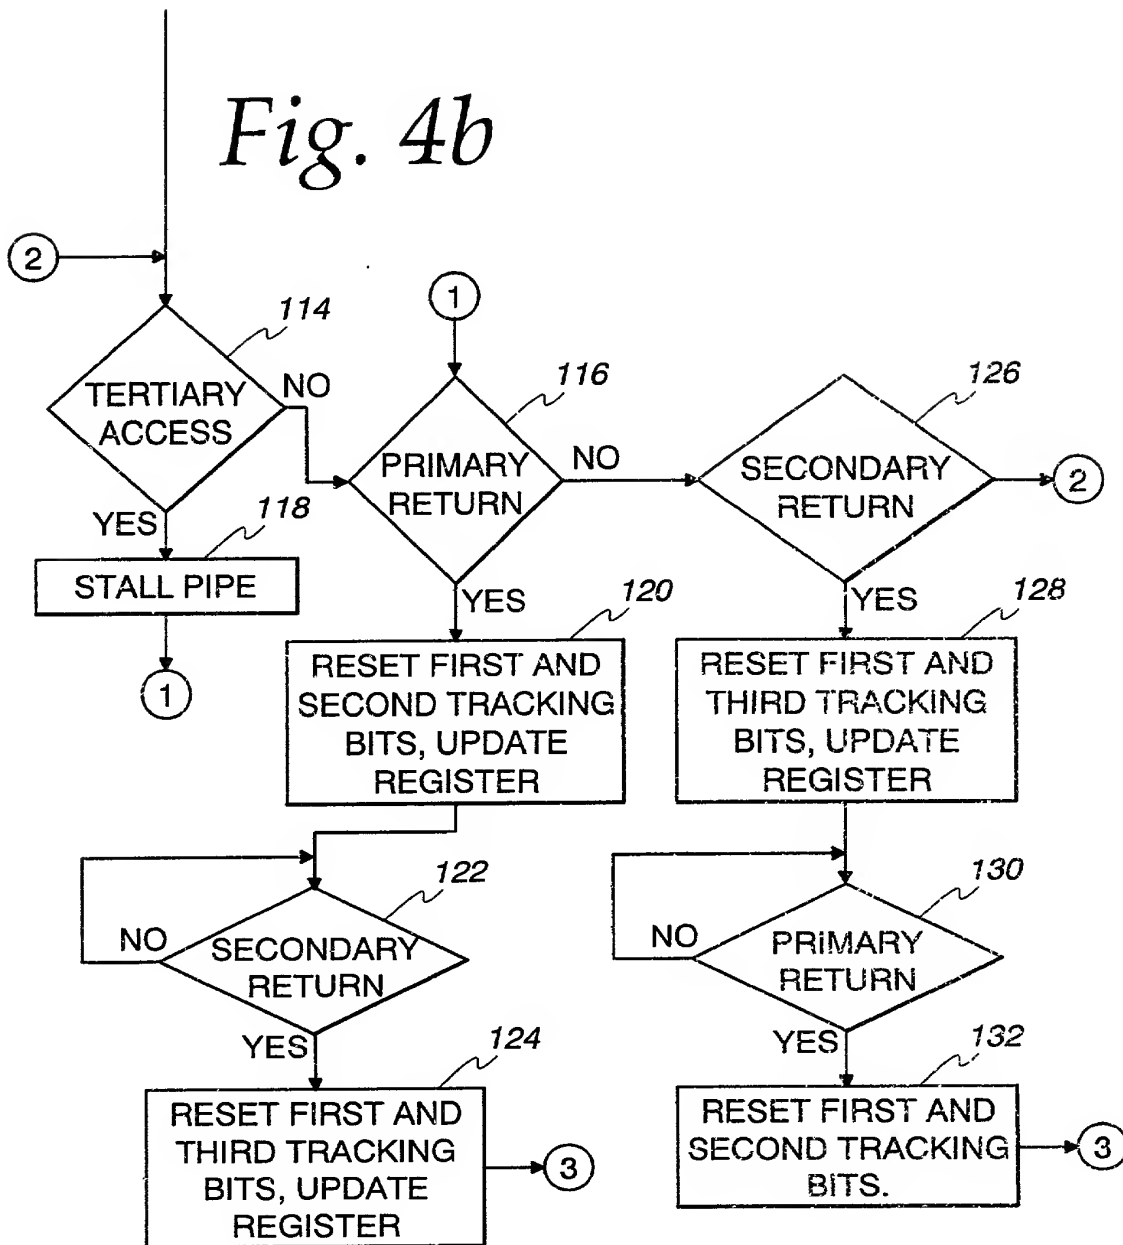 Fig. 4b
2
1
114
TERTIARY
ACCESS
NO
YES
118
STALL PIPE
1
116
PRIMARY
RETURN
NO
YES
126
SECONDARY
RETURN
2
YES
120
RESET FIRST AND
SECOND TRACKING
BITS, UPDATE
REGISTER
128
RESET FIRST AND
THIRD TRACKING
BITS, UPDATE
REGISTER
122
NO
SECONDARY
RETURN
YES
130
NO
PRIMARY
RETURN
YES
124
RESET FIRST AND
THIRD TRACKING
BITS, UPDATE
REGISTER
3
132
RESET FIRST AND
SECOND TRACKING
BITS.
3